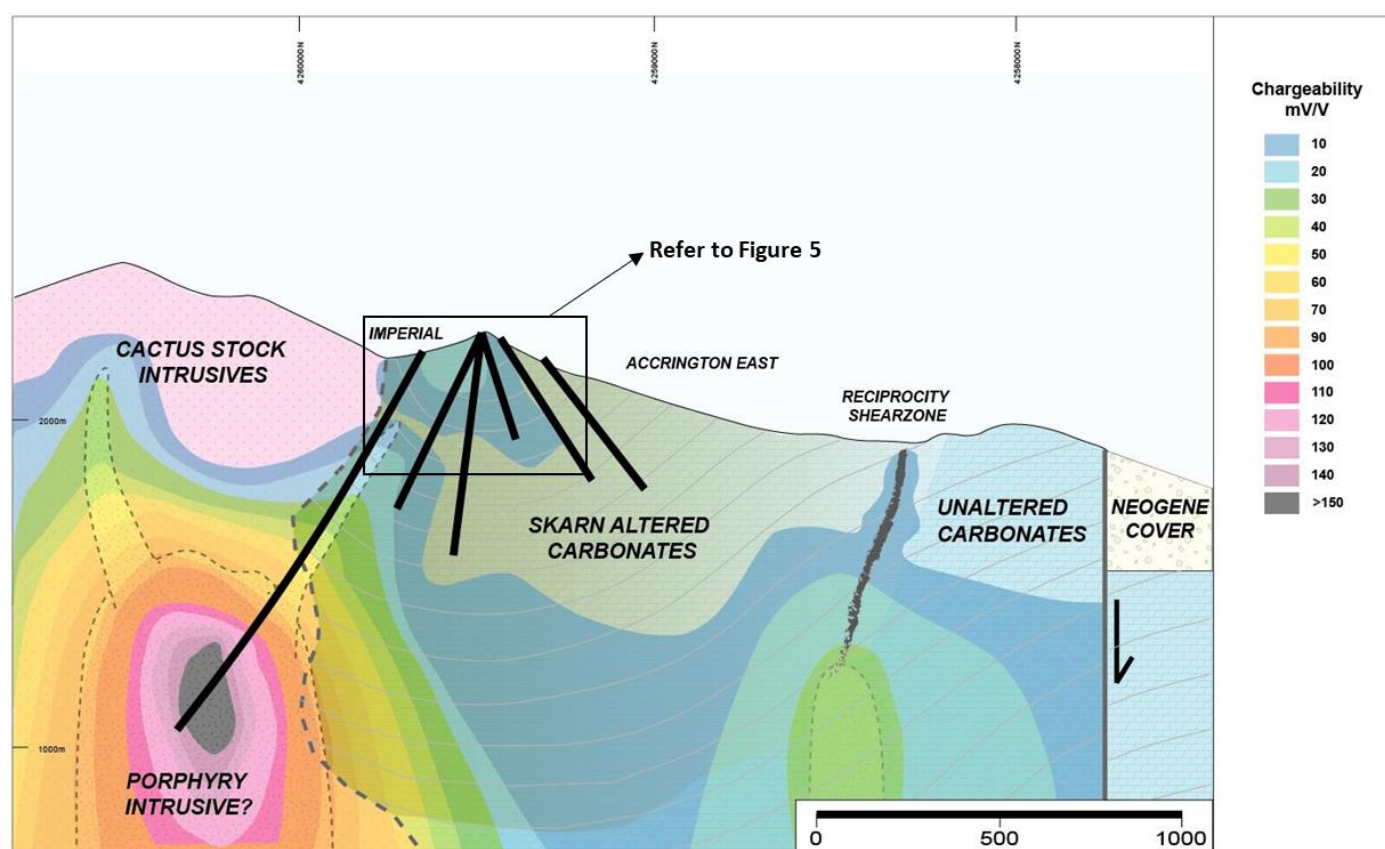 4260000N
4259000N
4258000N
Chargeability
mV/V
10
20
30
40
50
60
70
90
100
110
120
130
140
>150
Refer to Figure 5
IMPERIAL
CACTUS STOCK
INTRUSIVES
ACCRINGTON EAST
RECIPROCITY
SHEARZONE
2000m
SKARN ALTERED
CARBONATES
UNALTERED
CARBONATES
NEOGENE
COVER
1000m
PORPHYRY
INTRUSIVE?
0
500
1000